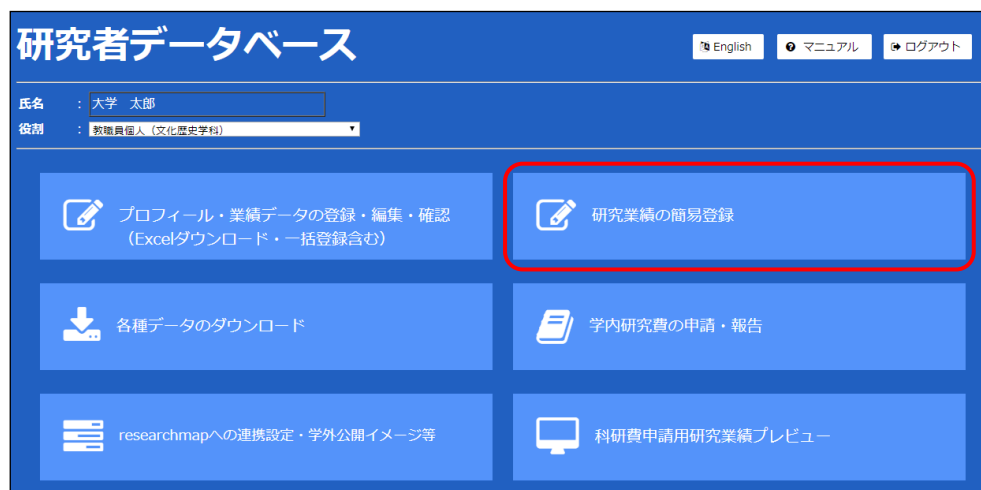 研究者データベース
English
マニュアル
ログアウト
氏名 : 大学 太郎
役割 : 教職員個人（文化歴史学科）
プロフィール・業績データの登録・編集・確認
（Excelダウンロード・一括登録含む）
研究業績の簡易登録
各種データのダウンロード
学内研究費の申請・報告
researchmapへの連携設定・学外公開イメージ等
科研費申請用研究業績プレビュー